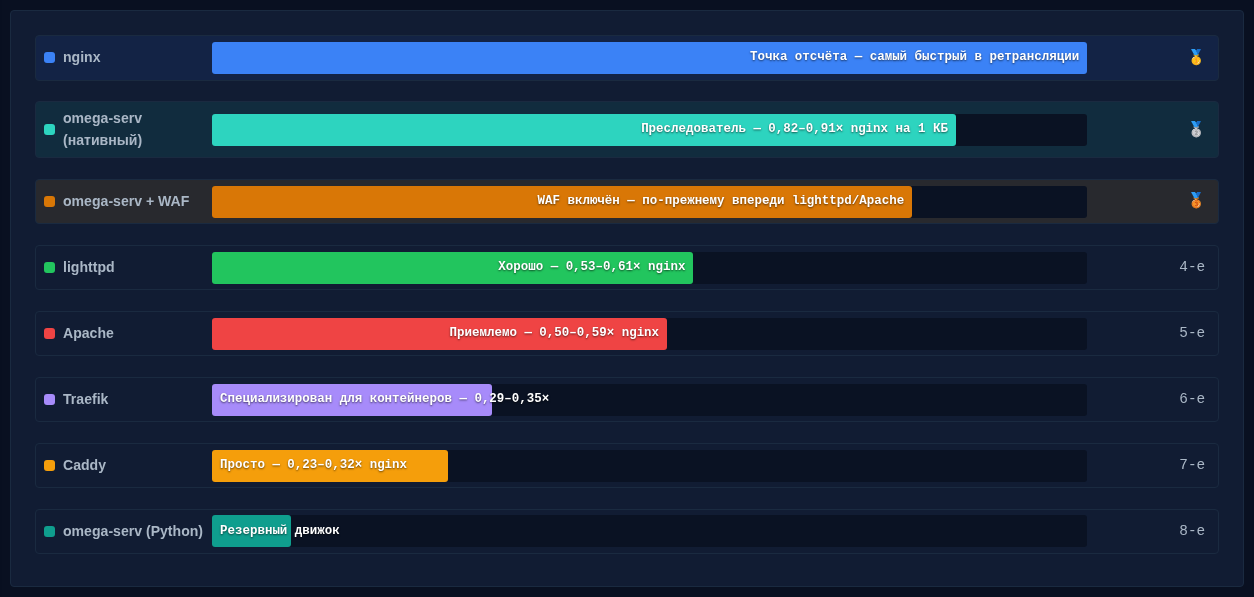 nginx
Точка отсчёта — самый быстрый в ретрансляции
🥇
omega-serv
(нативный)
Преследователь — 0,82–0,91× nginx на 1 КБ
🥈
omega-serv + WAF
WAF включён — по-прежнему впереди lighttpd/Apache
🥉
lighttpd
Хорошо — 0,53–0,61× nginx
4-е
Apache
Приемлемо — 0,50–0,59× nginx
5-е
Traefik
Специализирован для контейнеров — 0,29–0,35×
6-е
Caddy
Просто — 0,23–0,32× nginx
7-е
omega-serv (Python)
Резервный движок
8-е